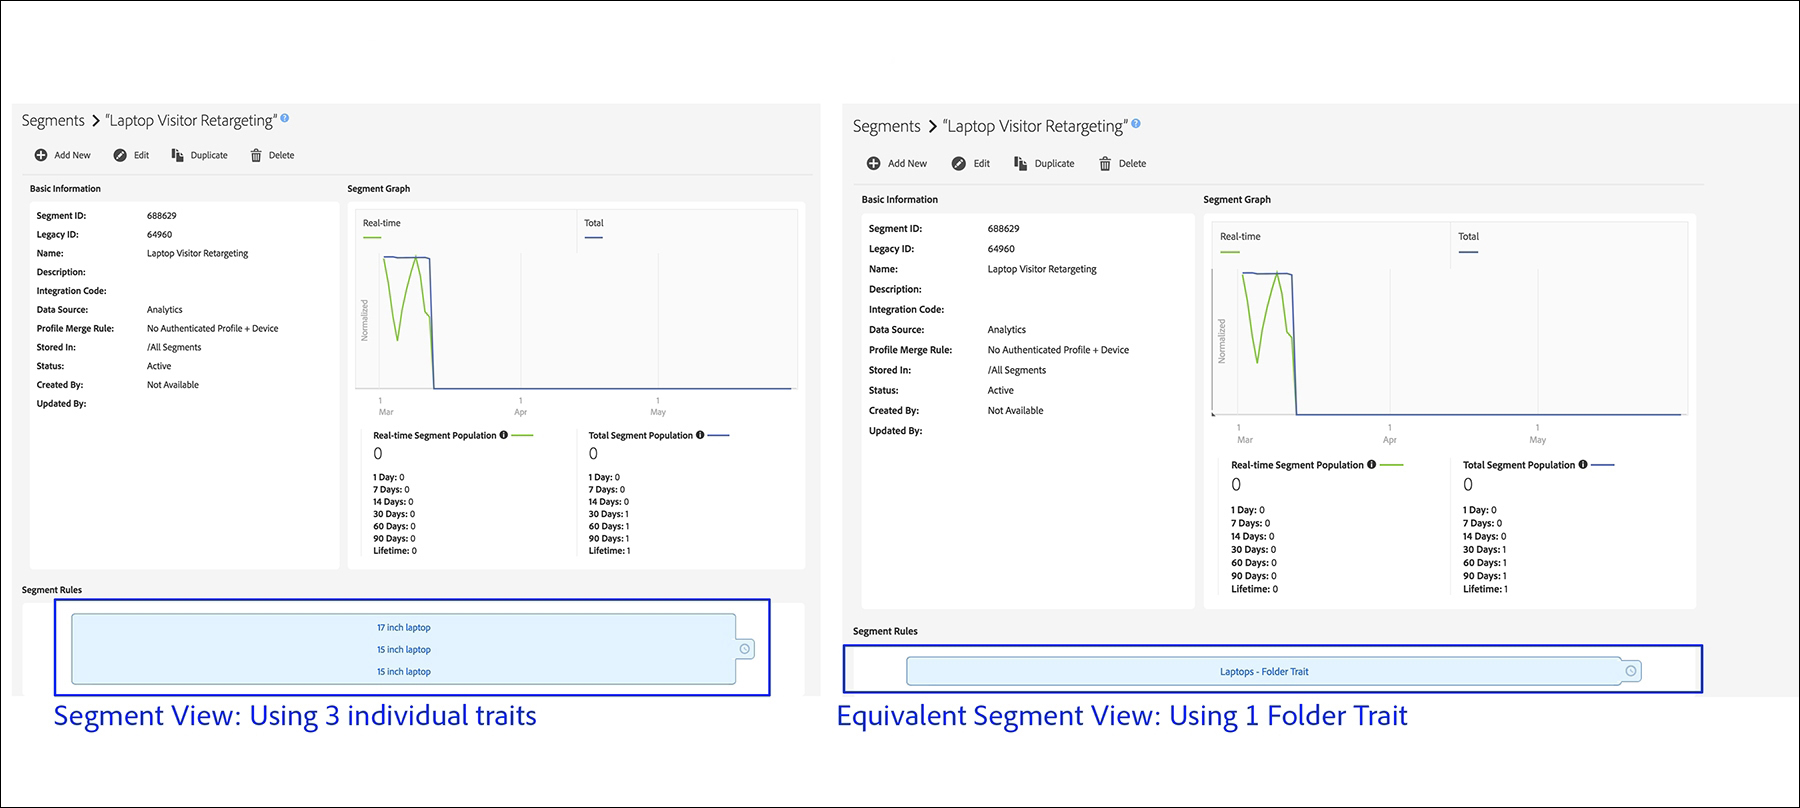 Segments > "Laptop Visitor Retargeting" ?
Add New Edit Duplicate Delete
Basic Information
Segment ID: 688629
Legacy ID: 64960
Name: Laptop Visitor Retargeting
Description:
Integration Code:
Data Source: Analytics
Profile Merge Rule: No Authenticated Profile + Device
Stored In: /All Segments
Status: Active
Created By: Not Available
Updated By:
Segment Graph
Real-time Total
Normalized
1 1 1
Mar Apr May
Real-time Segment Population
0
1 Day: 0
7 Days: 0
14 Days: 0
30 Days: 0
60 Days: 0
90 Days: 0
Lifetime: 0
Total Segment Population
0
1 Day: 0
7 Days: 0
14 Days: 0
30 Days: 1
60 Days: 1
90 Days: 1
Lifetime: 1
Segment Rules
17 inch laptop
15 inch laptop
15 inch laptop
Segment View: Using 3 individual traits
Segments > "Laptop Visitor Retargeting" ?
Add New Edit Duplicate Delete
Basic Information
Segment ID: 688629
Legacy ID: 64960
Name: Laptop Visitor Retargeting
Description:
Integration Code:
Data Source: Analytics
Profile Merge Rule: No Authenticated Profile + Device
Stored In: /All Segments
Status: Active
Created By: Not Available
Updated By:
Segment Graph
Real-time Total
Normalized
1 1 1
Mar Apr May
Real-time Segment Population
0
1 Day: 0
7 Days: 0
14 Days: 0
30 Days: 0
60 Days: 0
90 Days: 0
Lifetime: 0
Total Segment Population
0
1 Day: 0
7 Days: 0
14 Days: 0
30 Days: 1
60 Days: 1
90 Days: 1
Lifetime: 1
Segment Rules
Laptops - Folder Trait
Equivalent Segment View: Using 1 Folder Trait